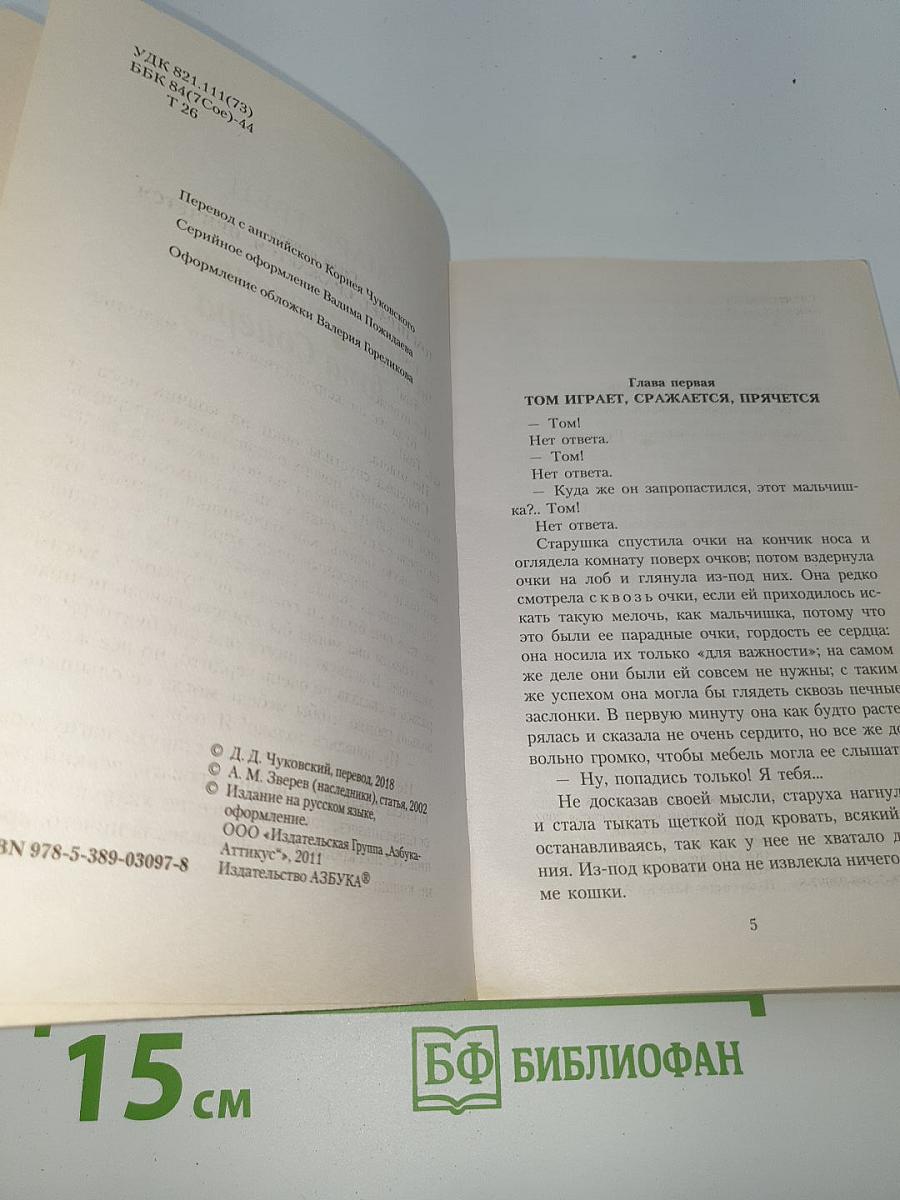 УДК 821.111(73)
ББК 84(7Сое)-44
Т 26
Перевод с английского Корнея Чуковского
Серийное оформление Вадима Пожидаева
Оформление обложки Валерия Гореликова
© Д. Д. Чуковский, перевод, 2018
© А. М. Зверев (наследники), статья, 2002
© Издание на русском языке,
оформление.
ООО «Издательская Группа „Азбука-
Аттикус“», 2011
Издательство АЗБУКА®
BN 978-5-389-03097-8
Глава первая
ТОМ ИГРАЕТ, СРАЖАЕТСЯ, ПРЯЧЕТСЯ
— Том!
Нет ответа.
— Том!
Нет ответа.
— Куда же он запропастился, этот мальчиш-
ка?.. Том!
Нет ответа.
Старушка спустила очки на кончик носа и
оглядела комнату поверх очков; потом вздернула
очки на лоб и глянула из-под них. Она редко
смотрела сквозь очки, если ей приходилось ис-
кать такую мелочь, как мальчишка, потому что
это были ее парадные очки, гордость ее сердца:
она носила их только «для важности»; на самом
же деле они были ей совсем не нужны; с таким
же успехом она могла бы глядеть сквозь печные
заслонки. В первую минуту она как будто расте
рялась и сказала не очень сердито, но все же до
вольно громко, чтобы мебель могла ее слышат
— Ну, попадись только! Я тебя...
Не досказав своей мысли, старуха нагнул
и стала тыкать щеткой под кровать, всякий
останавливаясь, так как у нее не хватало д
ния. Из-под кровати она не извлекла ничего
ме кошки.
5
15 см
БФ БИБЛИОФАН